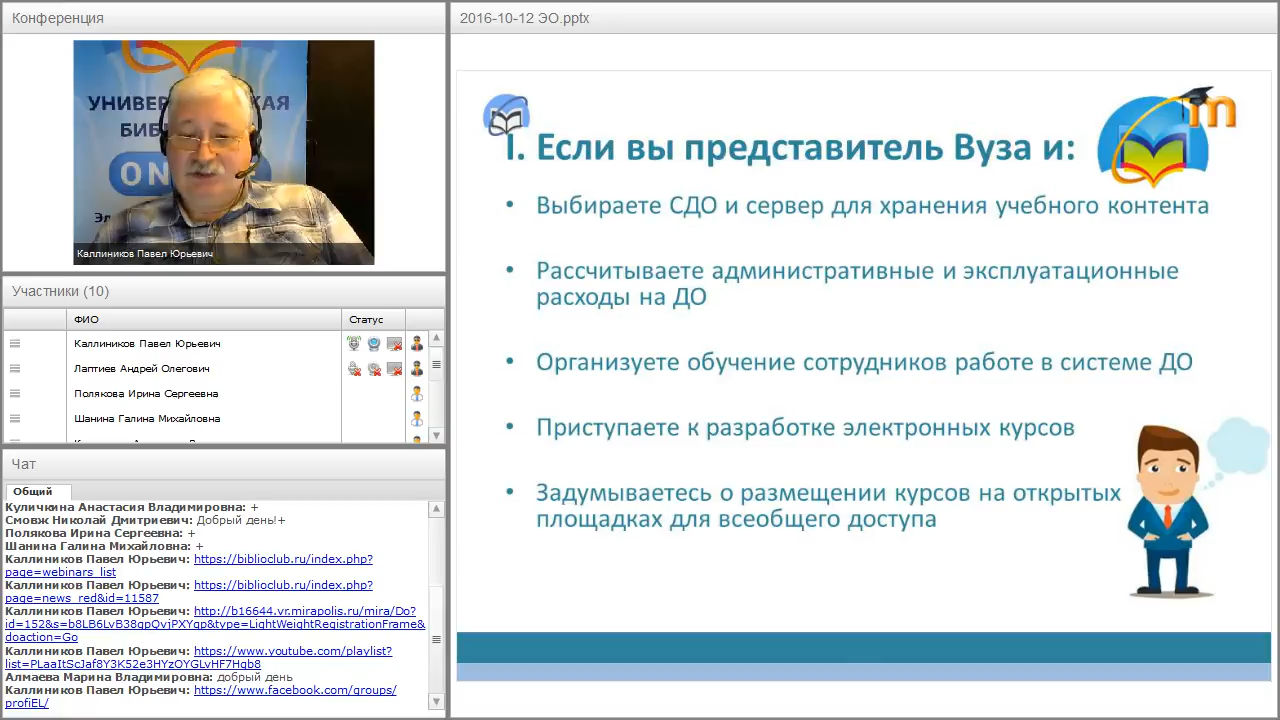 Конференция
УНИВЕР СКАЯ
БИБ
ON
Эл
Каллиников Павел Юрьевич
Участники (10)
ФИО
Статус
Каллиников Павел Юрьевич
Лаптиев Андрей Олегович
Полякова Ирина Сергеевна
Шанина Галина Михайловна
Чат
Общий
Куличкина Анастасия Владимировна: +
Смовж Николай Дмитриевич: Добрый день!+
Полякова Ирина Сергеевна: +
Шанина Галина Михайловна: +
Каллиников Павел Юрьевич: https://biblioclub.ru/index.php?
page=webinars_list
Каллиников Павел Юрьевич: https://biblioclub.ru/index.php?
page=news_red&id=11587
Каллиников Павел Юрьевич: http://b16644.vr.mirapolis.ru/mira/Do?
id=152&s=b8LB6LvB38gpQvjPXYqp&type=LightWeightRegistrationFrame&
doaction=Go
Каллиников Павел Юрьевич: https://www.youtube.com/playlist?
list=PLaaItScJaf8Y3K52e3HYzOYGLvHF7Hqb8
Алмаева Марина Владимировна: добрый день
Каллиников Павел Юрьевич: https://www.facebook.com/groups/
profiEL/
2016-10-12 ЭО.pptx
I. Если вы представитель Вуза и:
m
• Выбираете СДО и сервер для хранения учебного контента
• Рассчитываете административные и эксплуатационные
расходы на ДО
• Организуете обучение сотрудников работе в системе ДО
• Приступаете к разработке электронных курсов
• Задумываетесь о размещении курсов на открытых
площадках для всеобщего доступа